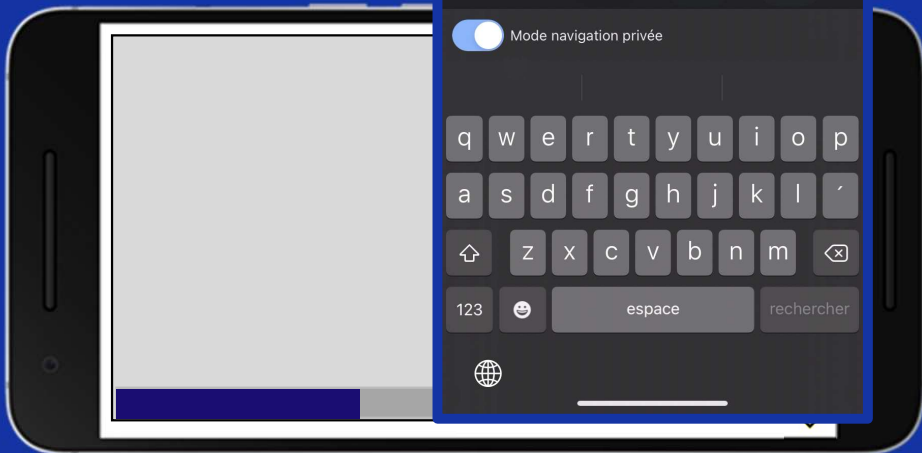 Mode navigation privée
q w e r t y u i o p
a s d f g h j k l ´
z x c v b n m
123 espace rechercher